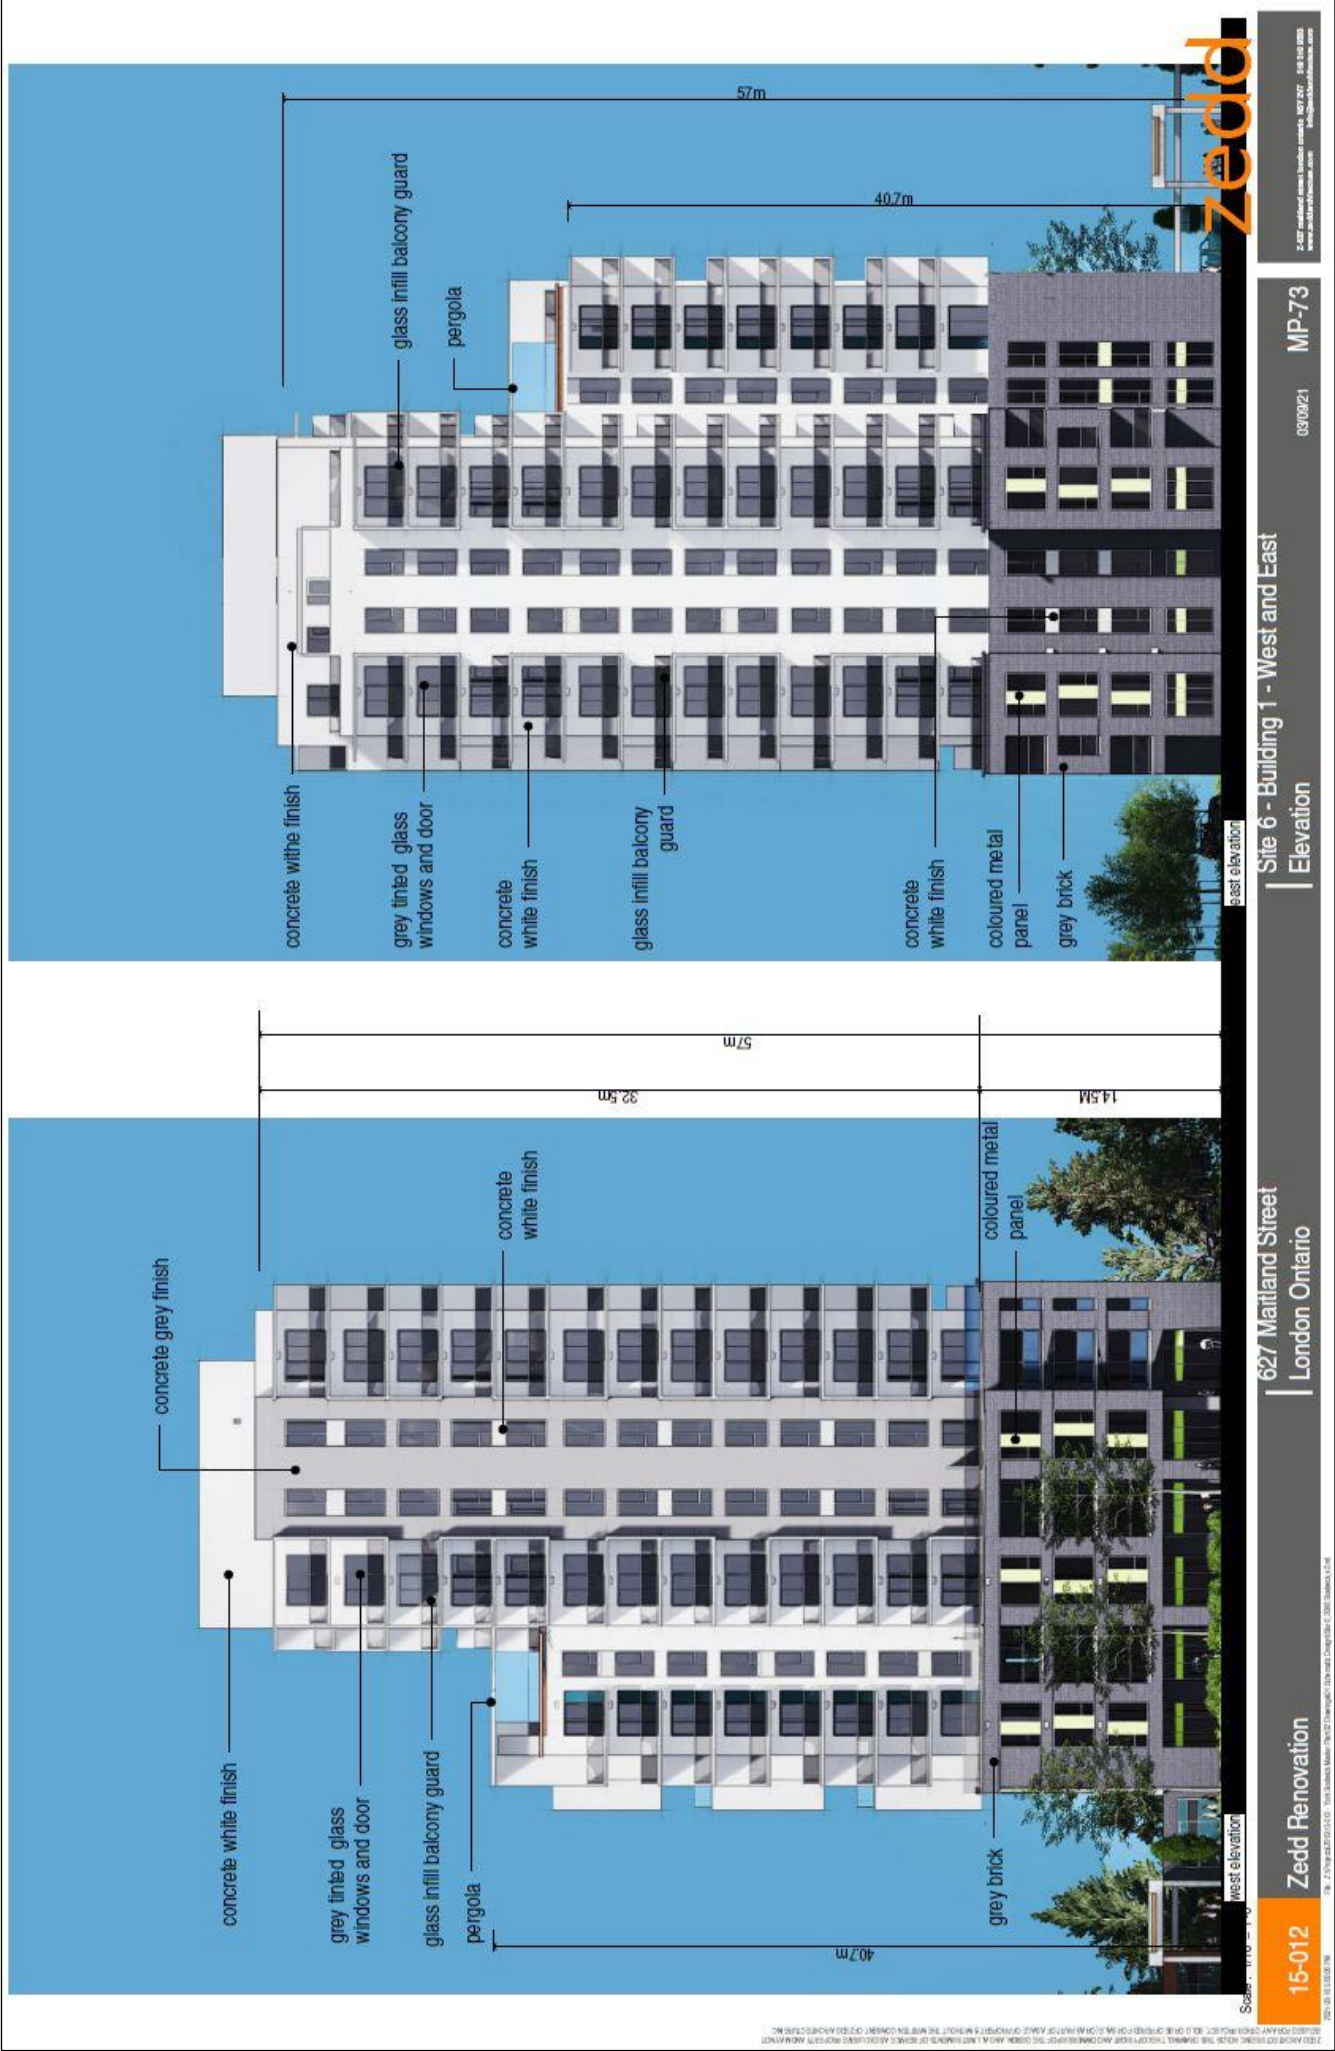 concrete white finish
concrete grey finish
grey tinted glass
windows and door
glass infill balcony guard
pergola
concrete
white finish
grey brick
coloured metal
panel
40.7m
57m
32.5m
14.5M
west elevation
concrete withe finish
grey tinted glass
windows and door
concrete
white finish
glass infill balcony
guard
concrete
white finish
coloured metal
panel
grey brick
glass infill balcony guard
pergola
57m
40.7m
east elevation
zedd
15-012
Zedd Renovation
627 Maitland Street
London Ontario
Site 6 - Building 1 - West and East
Elevation
03/09/21
MP-73